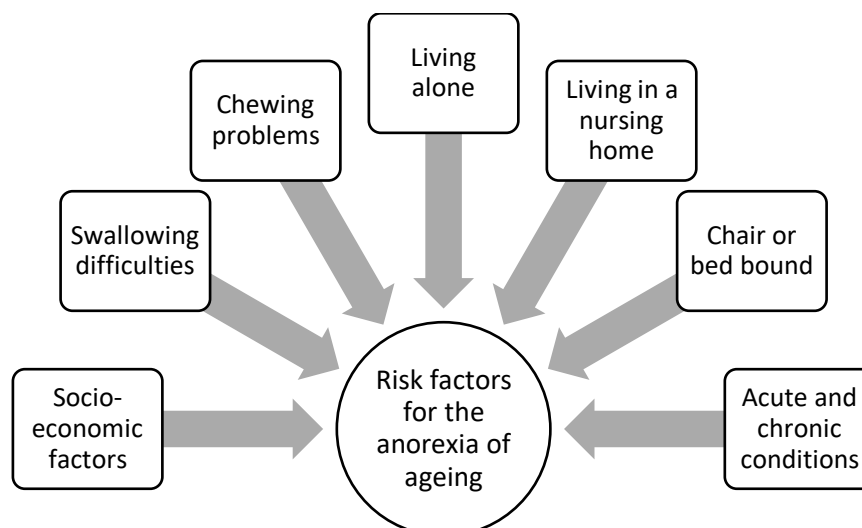 Living
alone
Chewing
problems
Living in a
nursing
home
Swallowing
difficulties
Chair or
bed bound
Socio-
economic
factors
Risk factors
for the
anorexia of
ageing
Acute and
chronic
conditions